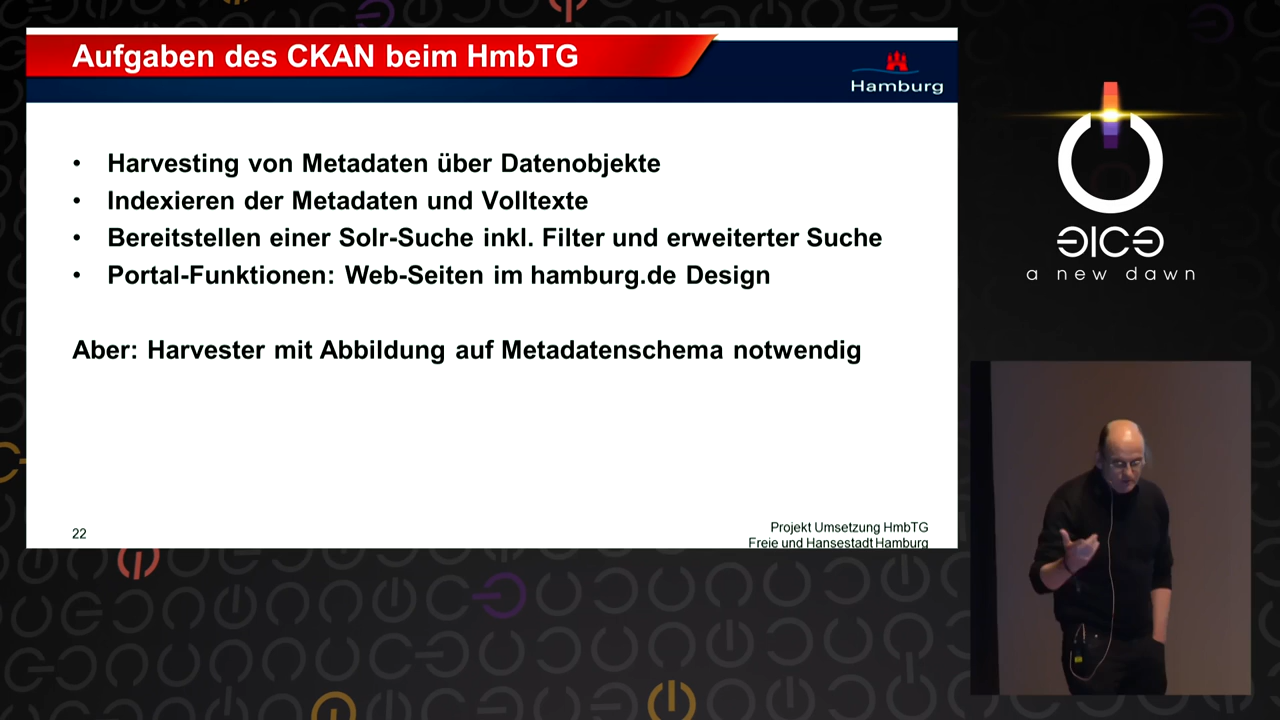 Aufgaben des CKAN beim HmbTG
Hamburg
• Harvesting von Metadaten über Datenobjekte
• Indexieren der Metadaten und Volltexte
• Bereitstellen einer Solr-Suche inkl. Filter und erweiterter Suche
• Portal-Funktionen: Web-Seiten im hamburg.de Design
Aber: Harvester mit Abbildung auf Metadatenschema notwendig
22
Projekt Umsetzung HmbTG
Freie und Hansestadt Hamburg
31C3
a new dawn